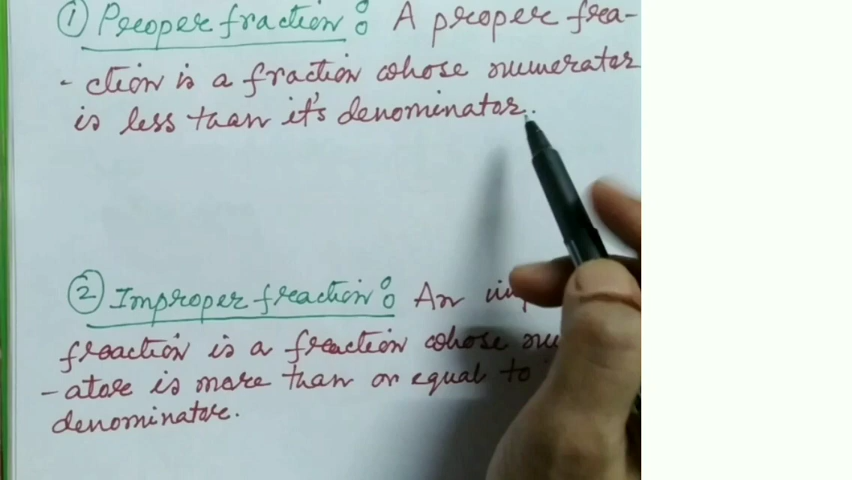 ① Proper fraction : A proper frac-
- ction is a fraction whose numerator
is less than it's denominator.
② Improper fraction : An
fraction is a fraction whose
- ator is more than or equal to
denominator.